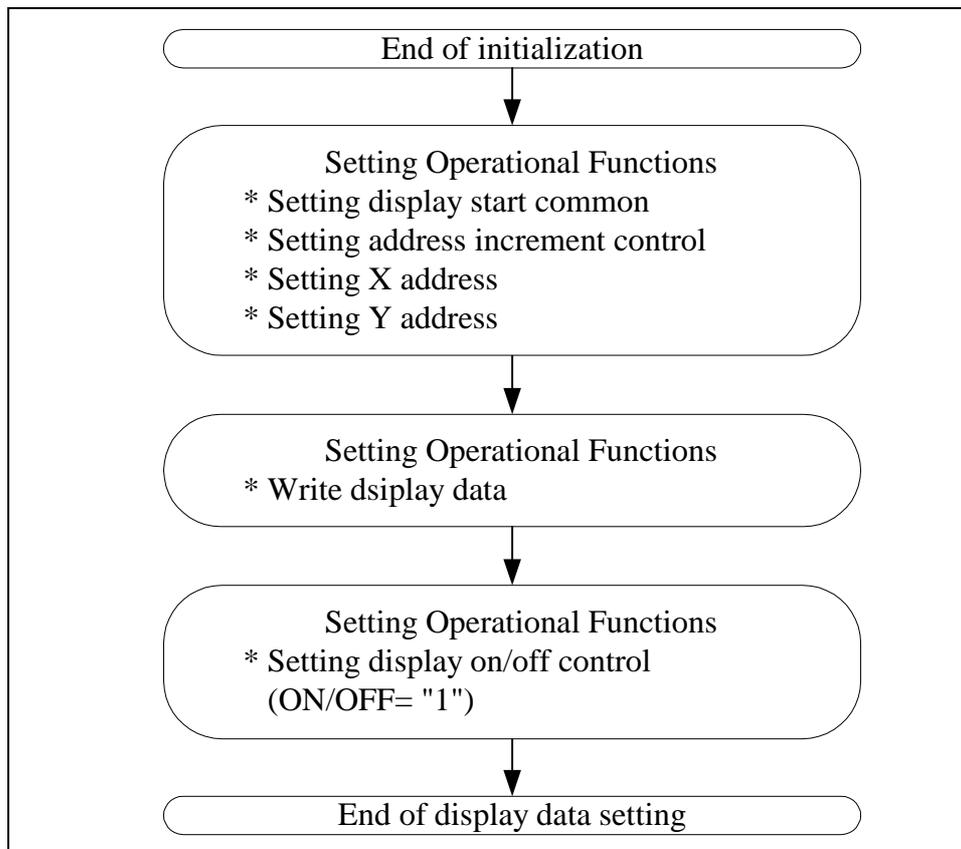 End of initialization
Setting Operational Functions
* Setting display start common
* Setting address increment control
* Setting X address
* Setting Y address
Setting Operational Functions
* Write dsiplay data
Setting Operational Functions
* Setting display on/off control
(ON/OFF= "1")
End of display data setting